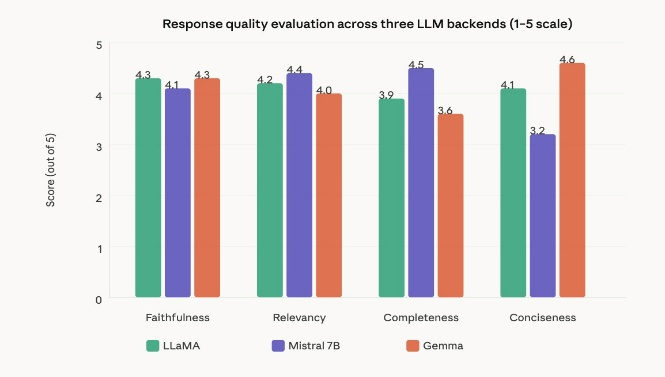 Response quality evaluation across three LLM backends (1–5 scale)
Score (out of 5)
5
4
3
2
1
0
4.3
4.1
4.3
4.2
4.4
4.0
3.9
4.5
3.6
4.1
3.2
4.6
Faithfulness
Relevancy
Completeness
Conciseness
LLaMA
Mistral 7B
Gemma